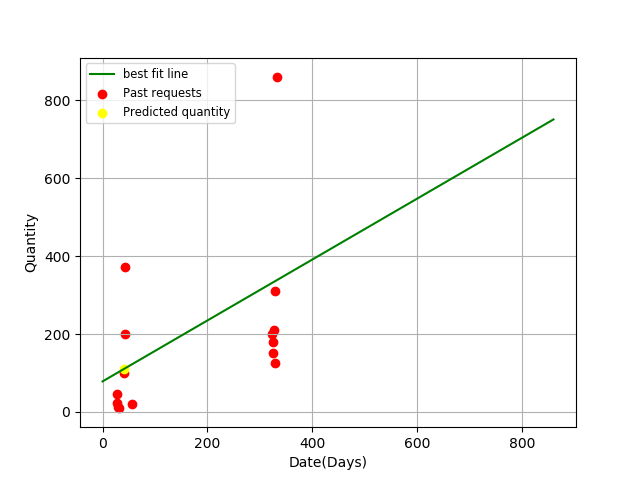 best fit line
Past requests
Predicted quantity
800
600
400
200
0
Quantity
0 200 400 600 800
Date(Days)